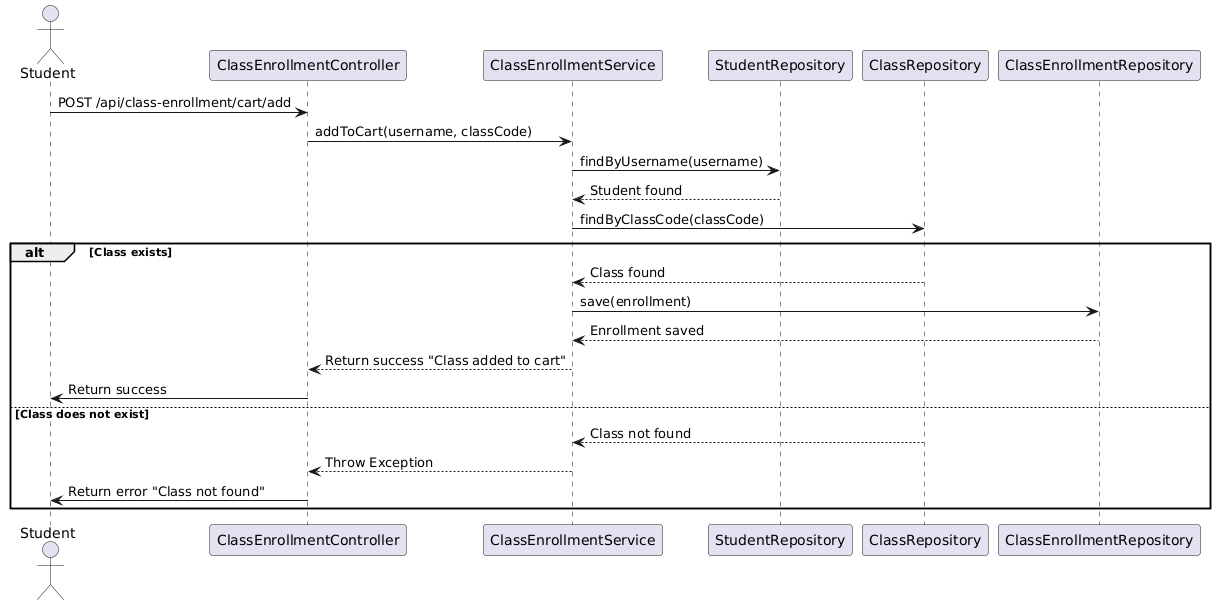 Student
ClassEnrollmentController
ClassEnrollmentService
StudentRepository
ClassRepository
ClassEnrollmentRepository
POST /api/class-enrollment/cart/add
addToCart(username, classCode)
findByUsername(username)
Student found
findByClassCode(classCode)
alt
[Class exists]
Class found
save(enrollment)
Enrollment saved
Return success "Class added to cart"
Return success
[Class does not exist]
Class not found
Throw Exception
Return error "Class not found"
Student
ClassEnrollmentController
ClassEnrollmentService
StudentRepository
ClassRepository
ClassEnrollmentRepository